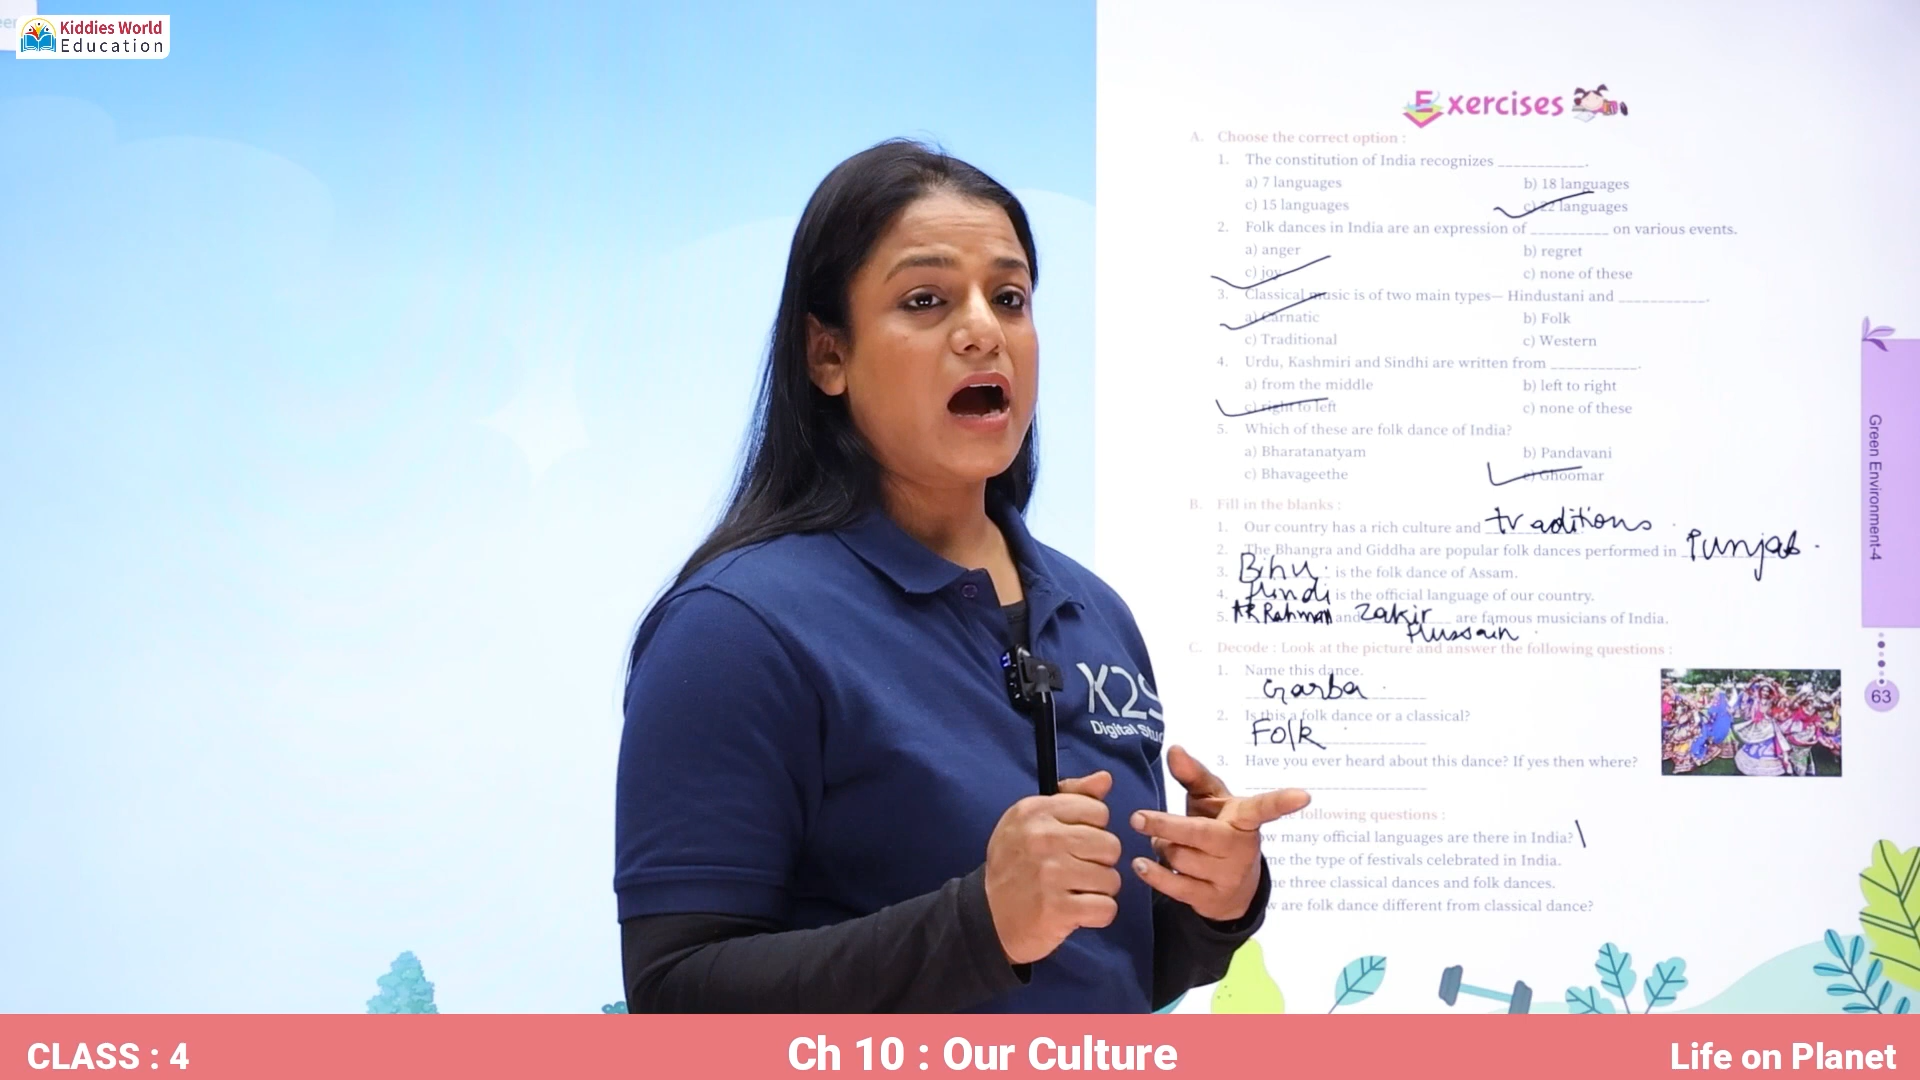 Kiddies World
Education
Exercises
A. Choose the correct option :
1. The constitution of India recognizes ___________.
a) 7 languages b) 18 languages
c) 15 languages c) 22 languages
2. Folk dances in India are an expression of __________ on various events.
a) anger b) regret
c) joy c) none of these
3. Classical music is of two main types— Hindustani and ___________.
a) Carnatic b) Folk
c) Traditional c) Western
4. Urdu, Kashmiri and Sindhi are written from ___________.
a) from the middle b) left to right
c) right to left c) none of these
5. Which of these are folk dance of India?
a) Bharatanatyam b) Pandavani
c) Bhavageethe c) Ghoomar
B. Fill in the blanks :
1. Our country has a rich culture and traditions.
2. The Bhangra and Giddha are popular folk dances performed in Punjab.
3. Bihu is the folk dance of Assam.
4. Hindi is the official language of our country.
5. AR Rahman and Zakir Hussain are famous musicians of India.
C. Decode : Look at the picture and answer the following questions :
1. Name this dance.
Garba.
2. Is this a folk dance or a classical?
Folk
3. Have you ever heard about this dance? If yes then where?
following questions :
many official languages are there in India?
the type of festivals celebrated in India.
three classical dances and folk dances.
are folk dance different from classical dance?
Green Environment-4
63
K2S
Digital
CLASS : 4
Ch 10 : Our Culture
Life on Planet